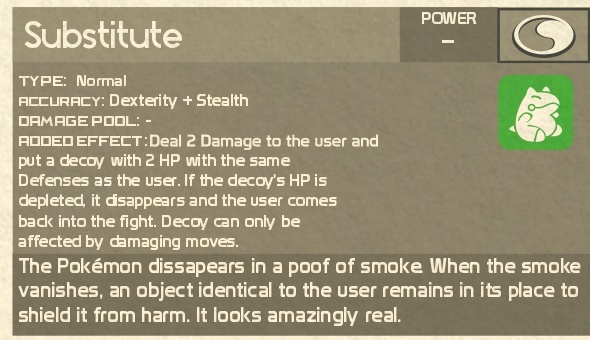 Substitute
POWER
–
TYPE: Normal
ACCURACY: Dexterity + Stealth
DAMAGE POOL: -
ADDED EFFECT:Deal 2 Damage to the user and
put a decoy with 2 HP with the same
Defenses as the user. If the decoy's HP is
depleted, it disappears and the user comes
back into the fight. Decoy can only be
affected by damaging moves.
The Pokémon dissapears in a poof of smoke. When the smoke
vanishes, an object identical to the user remains in its place to
shield it from harm. It looks amazingly real.